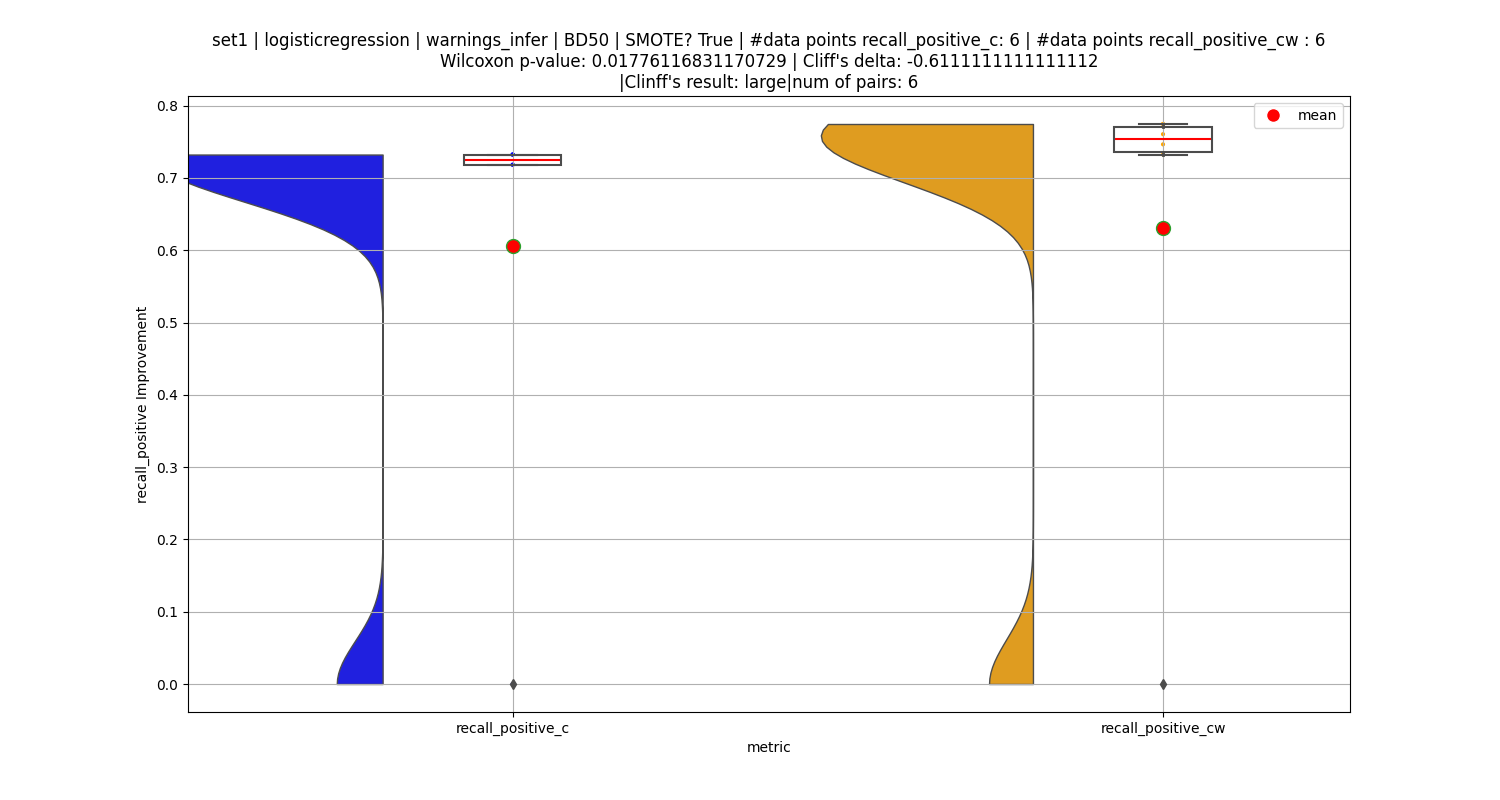 set1 | logisticregression | warnings_infer | BD50 | SMOTE? True | #data points recall_positive_c: 6 | #data points recall_positive_cw : 6
Wilcoxon p-value: 0.01776116831170729 | Cliff's delta: -0.6111111111111112
|Clinff's result: large|num of pairs: 6
mean
0.8
0.7
0.6
0.5
0.4
0.3
0.2
0.1
0.0
recall_positive Improvement
recall_positive_c
recall_positive_cw
metric